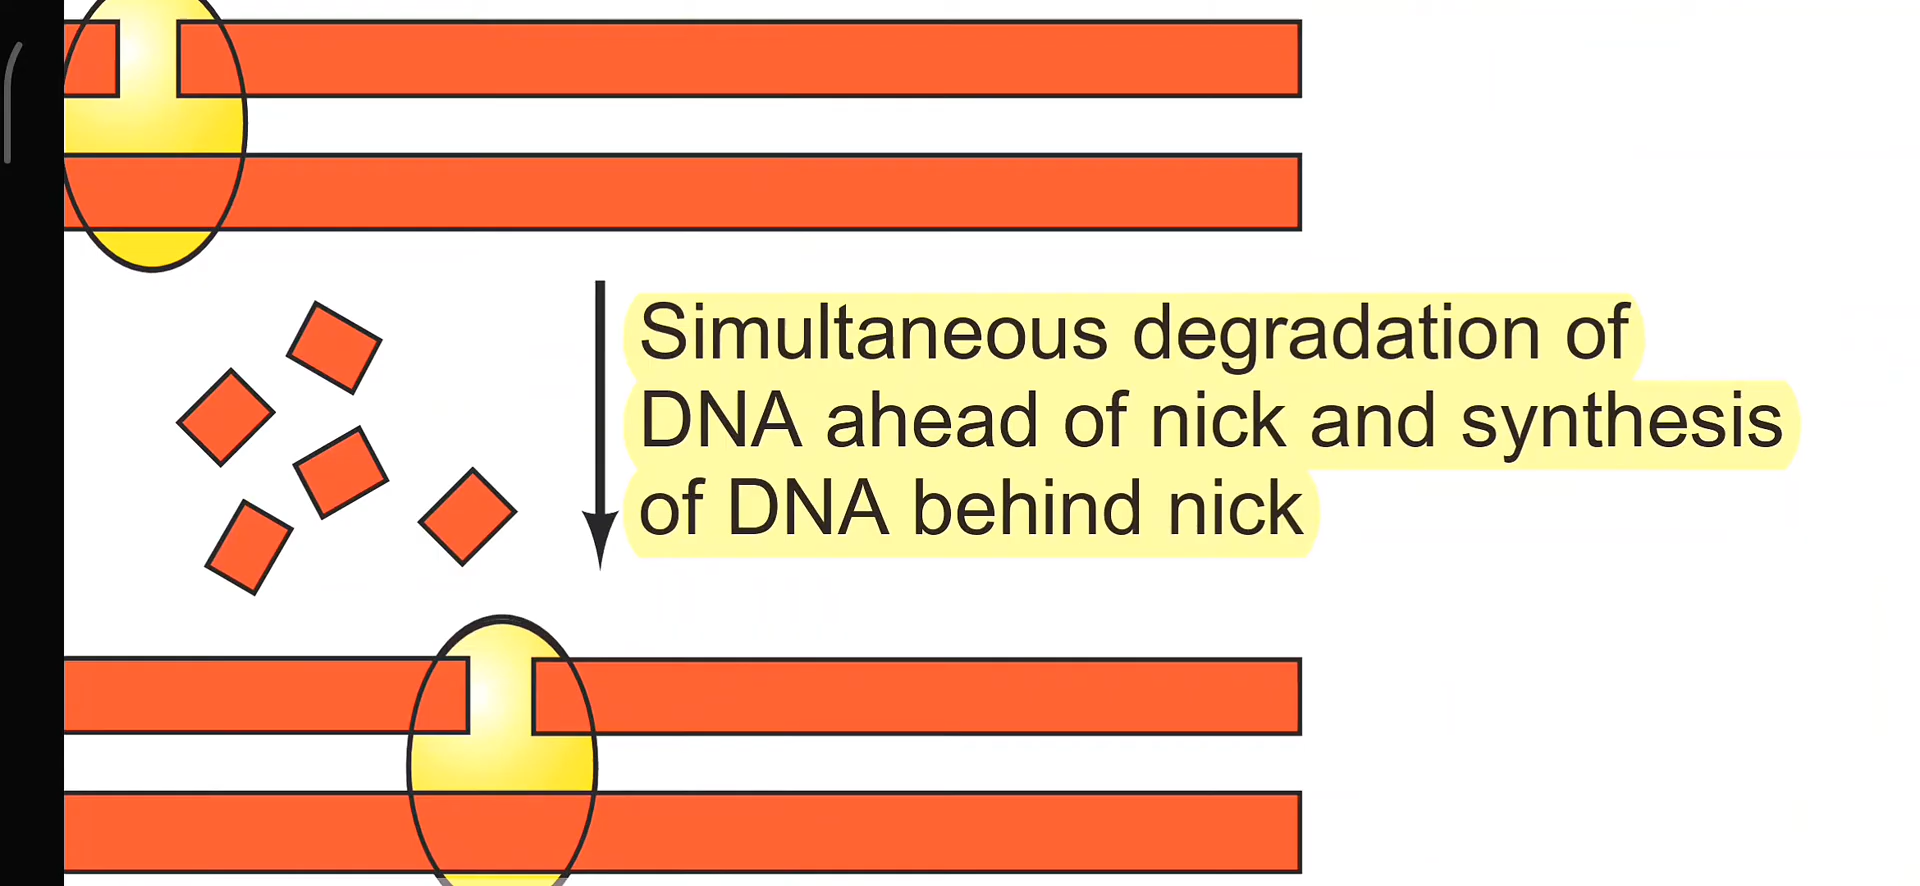 Simultaneous degradation of
DNA ahead of nick and synthesis
of DNA behind nick